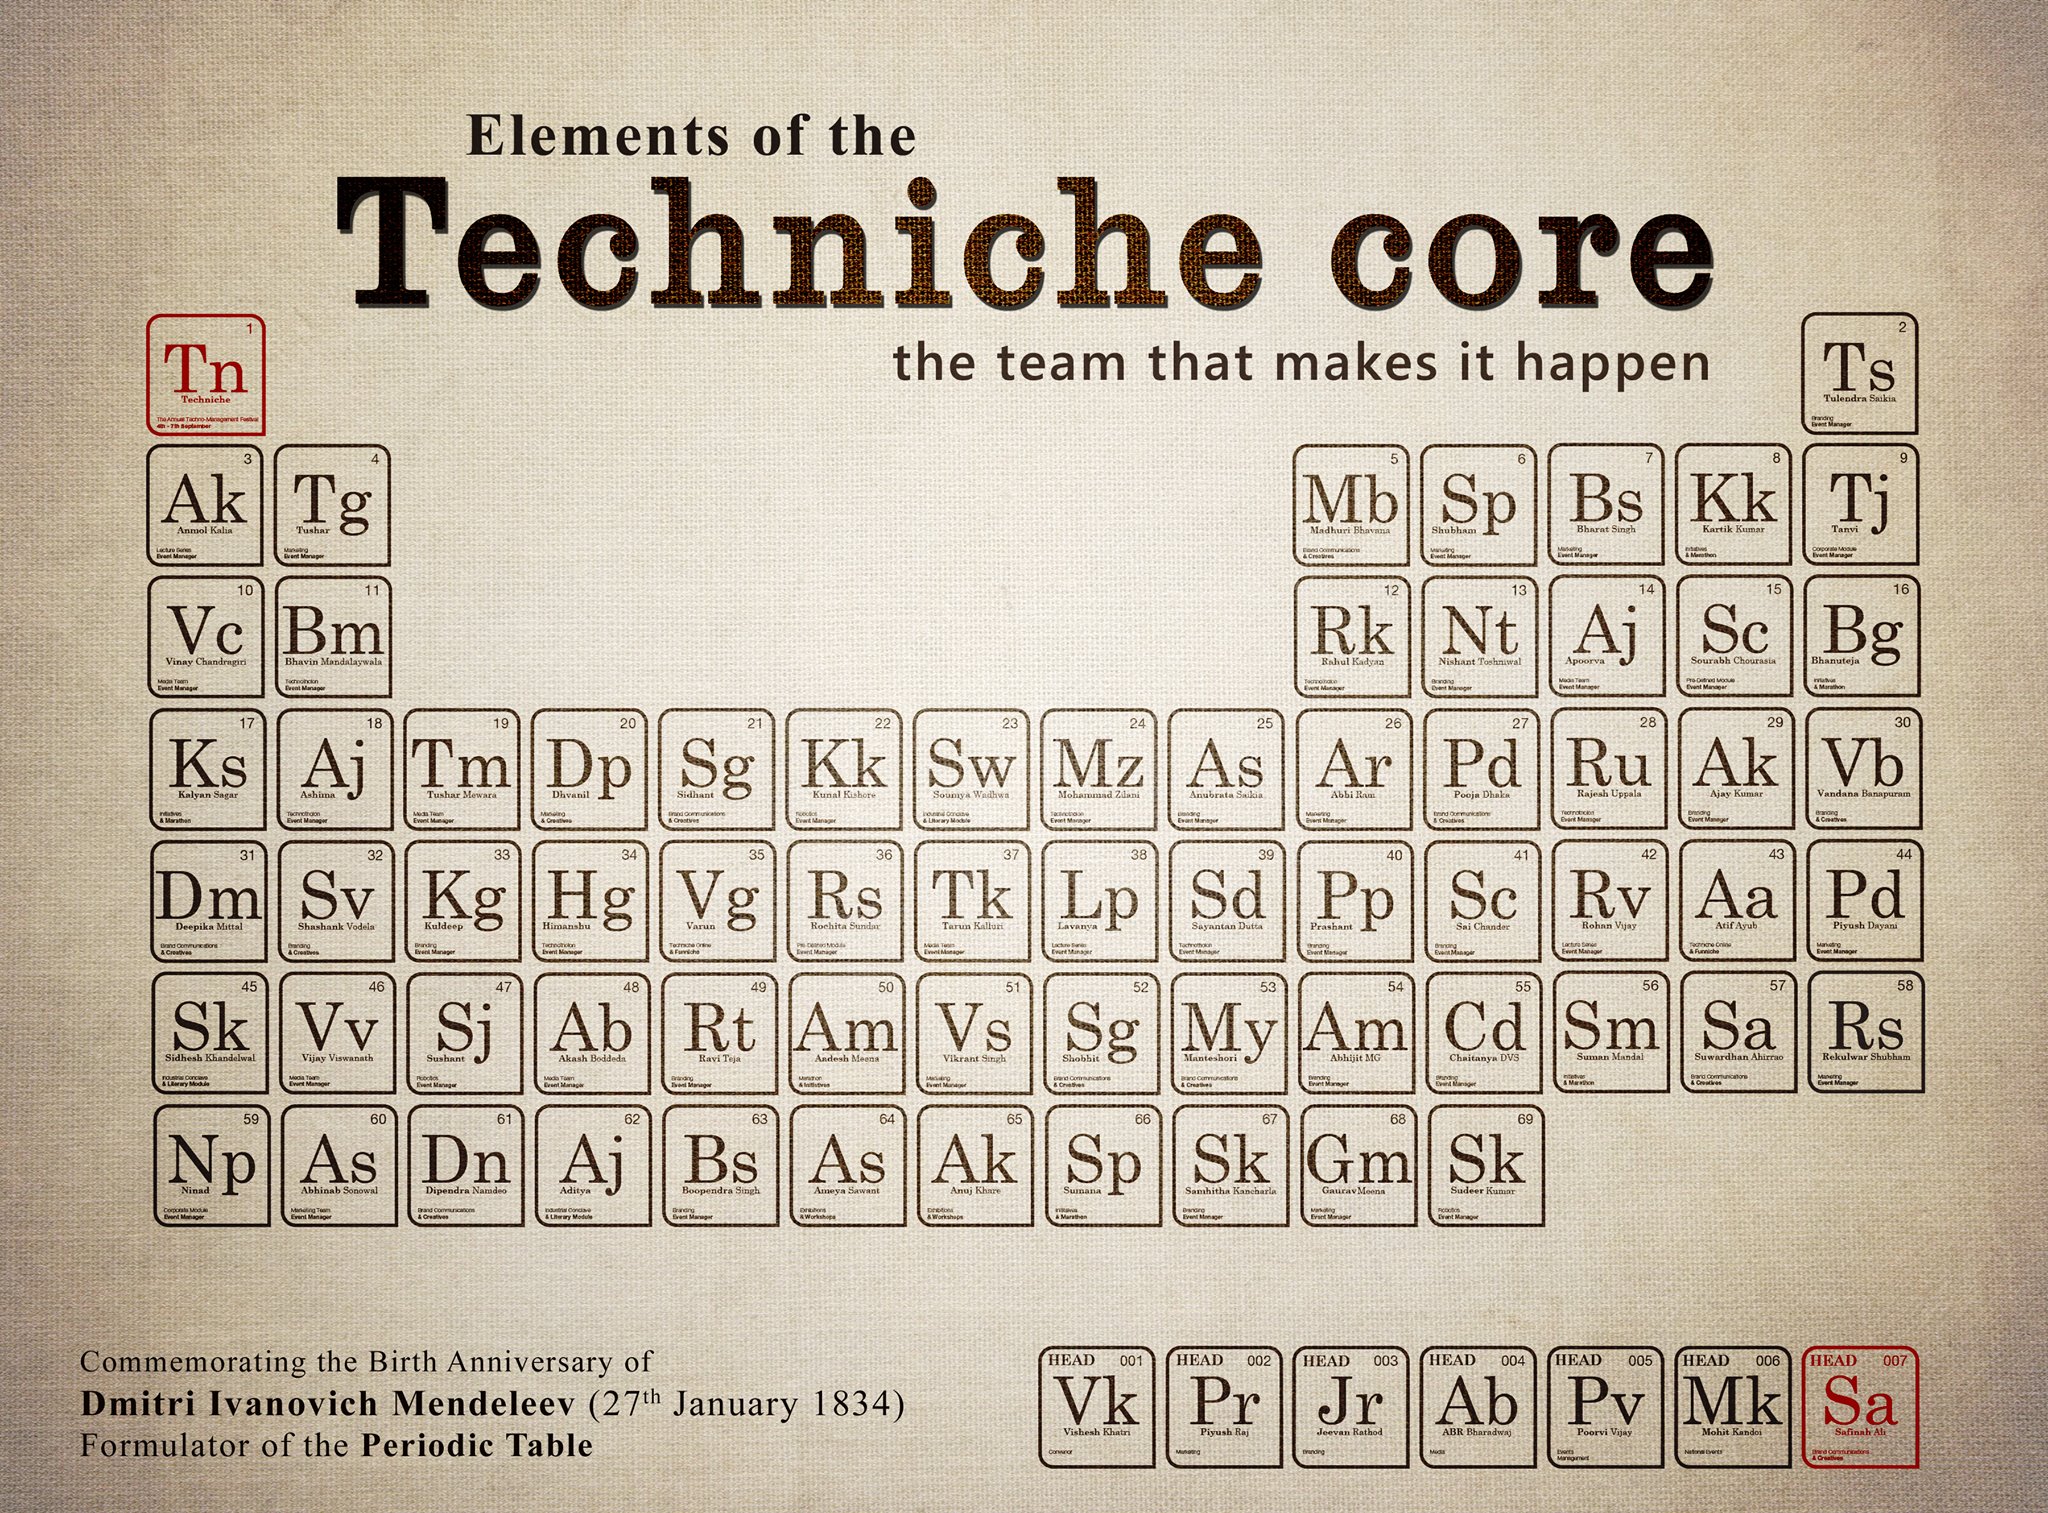 Elements of the
Techniche core
the team that makes it happen
1
Tn
Techniche
The Annual Techno-Management Festival
4th - 7th September
2
Ts
Tulendra Saikia
Branding
Event Manager
3
Ak
Anmol Kalia
Lecture Series
Event Manager
4
Tg
Tushar
Marketing
Event Manager
5
Mb
Madhuri Bhavana
Brand Communications
& Creatives
6
Sp
Shubham
Marketing
Event Manager
7
Bs
Bharat Singh
Marketing
Event Manager
8
Kk
Kartik Kumar
Initiatives
& Marathon
9
Tj
Tanvi
Corporate Module
Event Manager
10
Vc
Vinay Chandragiri
Media Team
Event Manager
11
Bm
Bhavin Mandalaywala
Technothlon
Event Manager
12
Rk
Rahul Kadyan
Technothlon
Event Manager
13
Nt
Nishant Toshniwal
Branding
Event Manager
14
Aj
Apoorva
Media Team
Event Manager
15
Sc
Sourabh Chourasia
Pre-Defined Module
Event Manager
16
Bg
Bhanuteja
Initiatives
& Marathon
17
Ks
Kalyan Sagar
Initiatives
& Marathon
18
Aj
Ashima
Technothlon
Event Manager
19
Tm
Tushar Mewara
Media Team
Event Manager
20
Dp
Dhvanil
Marketing
& Creatives
21
Sg
Sidhant
Brand Communications
& Creatives
22
Kk
Kunal Kishore
Robotics
Event Manager
23
Sw
Soumya Wadhwa
Industrial Conclave
& Literary Module
24
Mz
Mohammad Zilani
Technothlon
Event Manager
25
As
Anubrata Saikia
Branding
Event Manager
26
Ar
Abhi Ram
Marketing
Event Manager
27
Pd
Pooja Dhaka
Brand Communications
& Creatives
28
Ru
Rajesh Uppala
Technothlon
Event Manager
29
Ak
Ajay Kumar
Branding
Event Manager
30
Vb
Vandana Banapuram
Branding
& Creatives
31
Dm
Deepika Mittal
Brand Communications
& Creatives
32
Sv
Shashank Vodela
Branding
& Creatives
33
Kg
Kuldeep
Branding
Event Manager
34
Hg
Himanshu
Technothlon
Event Manager
35
Vg
Varun
Techniche Online
& Funniche
36
Rs
Rochita Sundar
Pre-Defined Module
Event Manager
37
Tk
Tarun Kalluri
Media Team
Event Manager
38
Lp
Lavanya
Lecture Series
Event Manager
39
Sd
Sayantan Dutta
Technothlon
Event Manager
40
Pp
Prashant
Branding
Event Manager
41
Sc
Sai Chander
Branding
Event Manager
42
Rv
Rohan Vijay
Lecture Series
Event Manager
43
Aa
Atif Ayub
Techniche Online
& Funniche
44
Pd
Piyush Dayani
Marketing
Event Manager
45
Sk
Sidhesh Khandelwal
Industrial Conclave
& Literary Module
46
Vv
Vijay Viswanath
Media Team
Event Manager
47
Sj
Sushant
Robotics
Event Manager
48
Ab
Akash Boddeda
Media Team
Event Manager
49
Rt
Ravi Teja
Branding
Event Manager
50
Am
Aadesh Meena
Marathon
& Initiatives
51
Vs
Vikrant Singh
Marketing
Event Manager
52
Sg
Shobhit
Brand Communications
& Creatives
53
My
Manteshori
Brand Communications
& Creatives
54
Am
Abhijit MG
Branding
Event Manager
55
Cd
Chaitanya DVS
Branding
Event Manager
56
Sm
Suman Mandal
Initiatives
& Marathon
57
Sa
Suwardhan Ahirrao
Brand Communications
& Creatives
58
Rs
Rekulwar Shubham
Marketing
Event Manager
59
Np
Ninad
Corporate Module
Event Manager
60
As
Abhinab Sonowal
Marketing Team
Event Manager
61
Dn
Dipendra Namdeo
Brand Communications
& Creatives
62
Aj
Aditya
Industrial Conclave
& Literary Module
63
Bs
Boopendra Singh
Branding
Event Manager
64
As
Ameya Sawant
Exhibitions
& Workshops
65
Ak
Anuj Khare
Exhibitions
& Workshops
66
Sp
Sumana
Initiatives
& Marathon
67
Sk
Samhitha Kancharla
Branding
Event Manager
68
Gm
GauravMeena
Marketing
Event Manager
69
Sk
Sudeer Kumar
Robotics
Event Manager
Commemorating the Birth Anniversary of
Dmitri Ivanovich Mendeleev (27th January 1834)
Formulator of the Periodic Table
HEAD 001
Vk
Vishesh Khatri
Convenor
HEAD 002
Pr
Piyush Raj
Marketing
HEAD 003
Jr
Jeevan Rathod
Branding
HEAD 004
Ab
ABR Bharadwaj
Media
HEAD 005
Pv
Poorvi Vijay
Events
Management
HEAD 006
Mk
Mohit Kandoi
National Events
HEAD 007
Sa
Safinah Ali
Brand Communications
& Creatives